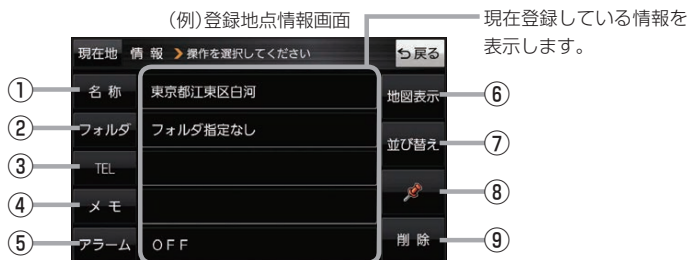 (例)登録地点情報画面
現在登録している情報を
表示します。
現在地 情 報 > 操作を選択してください 戻る
① 名 称 東京都江東区白河 地図表示 ⑥
② フォルダ フォルダ指定なし 並び替え ⑦
③ TEL ⑧
④ メ モ
⑤ アラーム OFF 削 除 ⑨